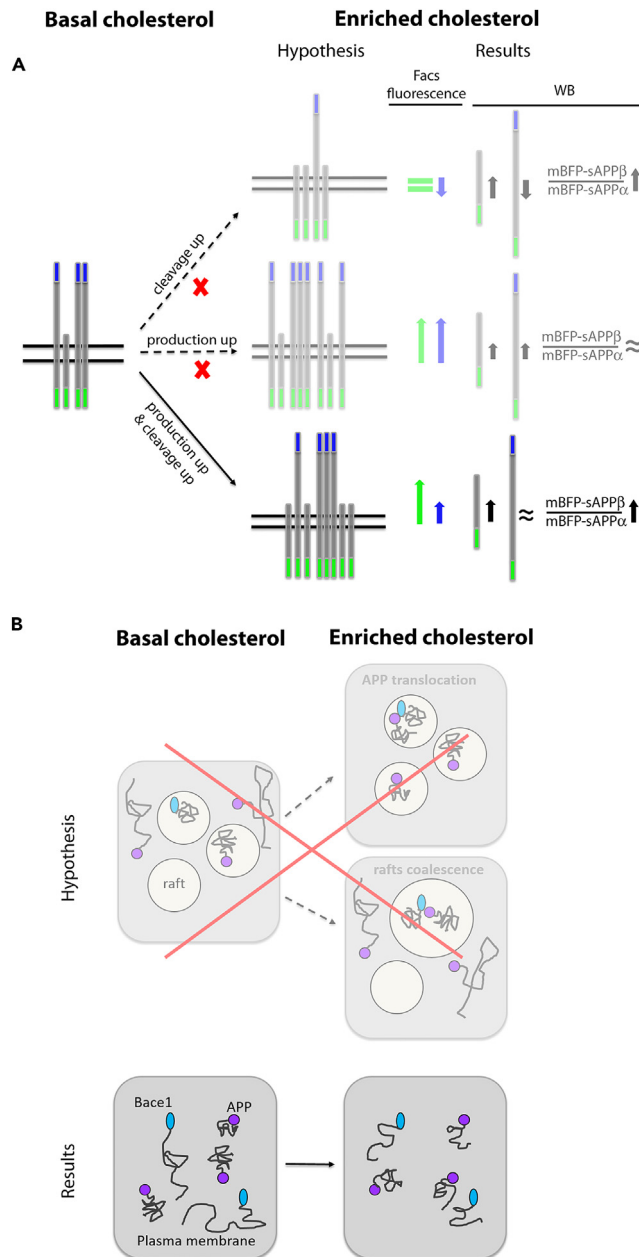 Basal cholesterol
Enriched cholesterol
Hypothesis
Results
A
Facs
fluorescence
WB
cleavage up
mBFP-sAPPβ
mBFP-sAPPα
production up
mBFP-sAPPβ
mBFP-sAPPα
≈
production up
& cleavage up
≈
mBFP-sAPPβ
mBFP-sAPPα
B
Basal cholesterol
Enriched cholesterol
Hypothesis
APP translocation
raft
rafts coalescence
Results
Bace1
APP
Plasma membrane